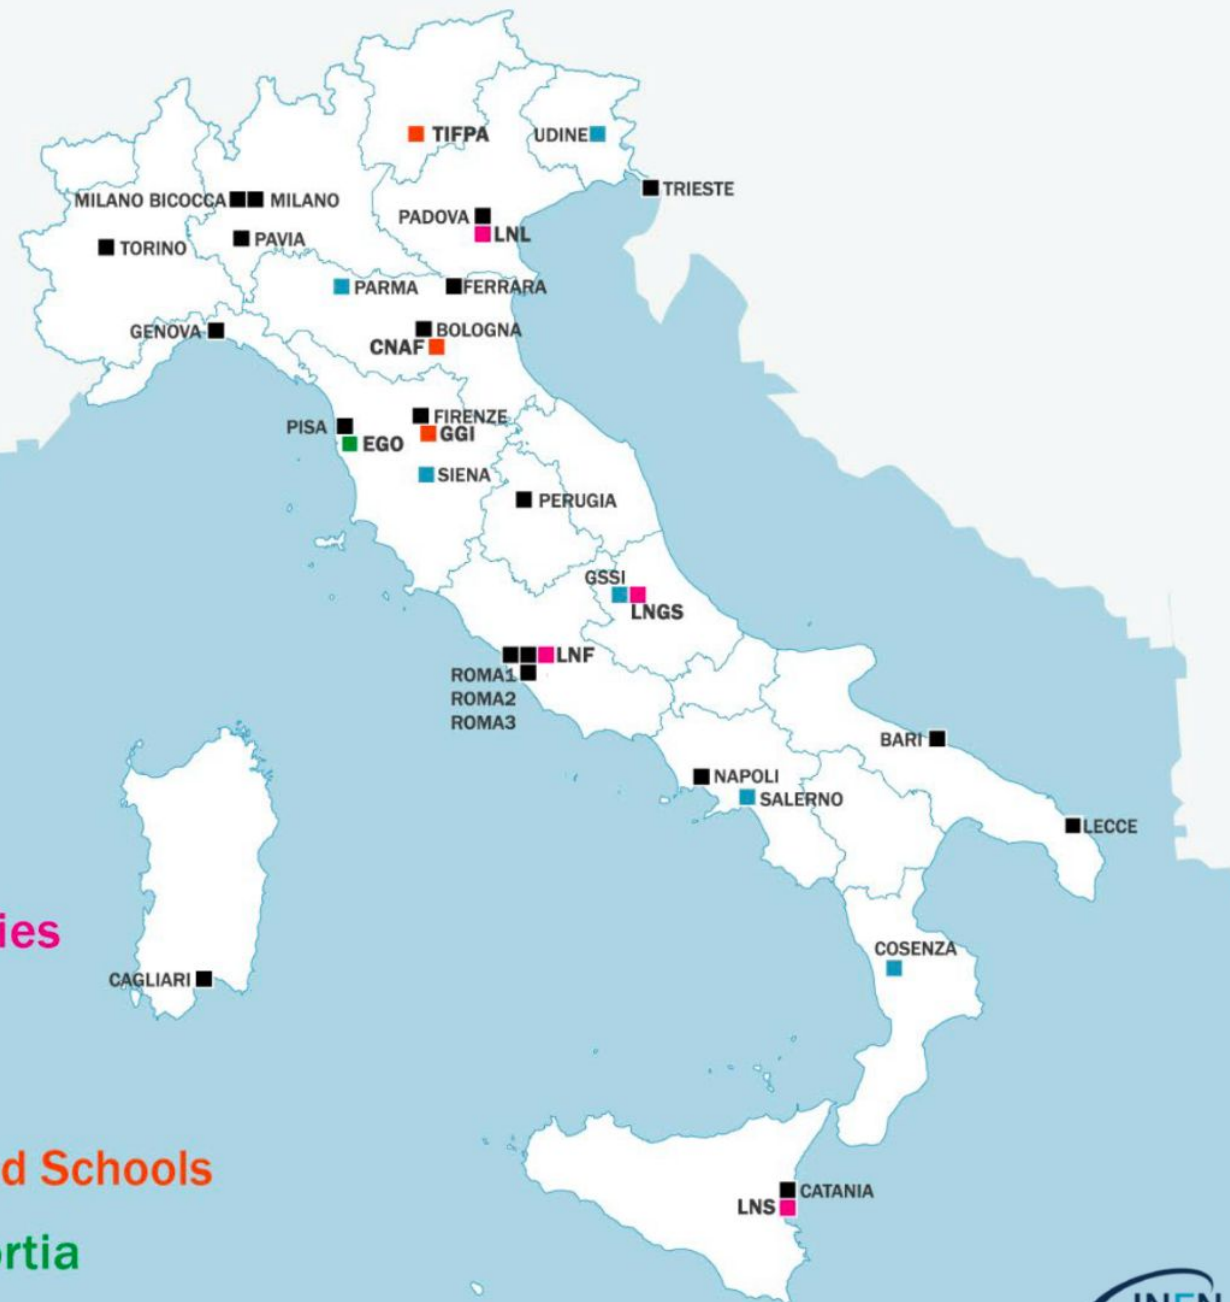 TIFPA
UDINE
TRIESTE
MILANO BICOCCA
MILANO
PADOVA
LNL
TORINO
PAVIA
PARMA
FERRARA
GENOVA
BOLOGNA
CNAF
PISA
EGO
FIRENZE
GGI
SIENA
PERUGIA
GSSI
LNGS
LNF
ROMA1
ROMA2
ROMA3
BARI
NAPOLI
SALERNO
LECCE
ies
COSENZA
CAGLIARI
d Schools
CATANIA
LNS
rtia
INFN